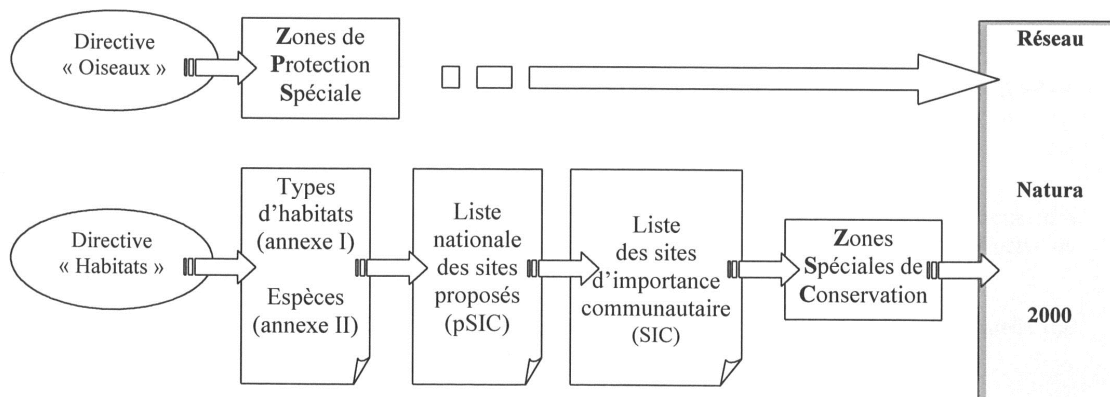 Directive
« Oiseaux »
Zones de
Protection
Spéciale
Réseau
Natura
2000
Directive
« Habitats »
Types
d'habitats
(annexe I)
Espèces
(annexe II)
Liste
nationale
des sites
proposés
(pSIC)
Liste
des sites
d'importance
communautaire
(SIC)
Zones
Spéciales de
Conservation